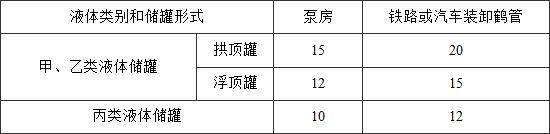 液体类别和储罐形式 泵房 铁路或汽车装卸鹤管
甲、乙类液体储罐 拱顶罐 15 20
浮顶罐 12 15
丙类液体储罐 10 12